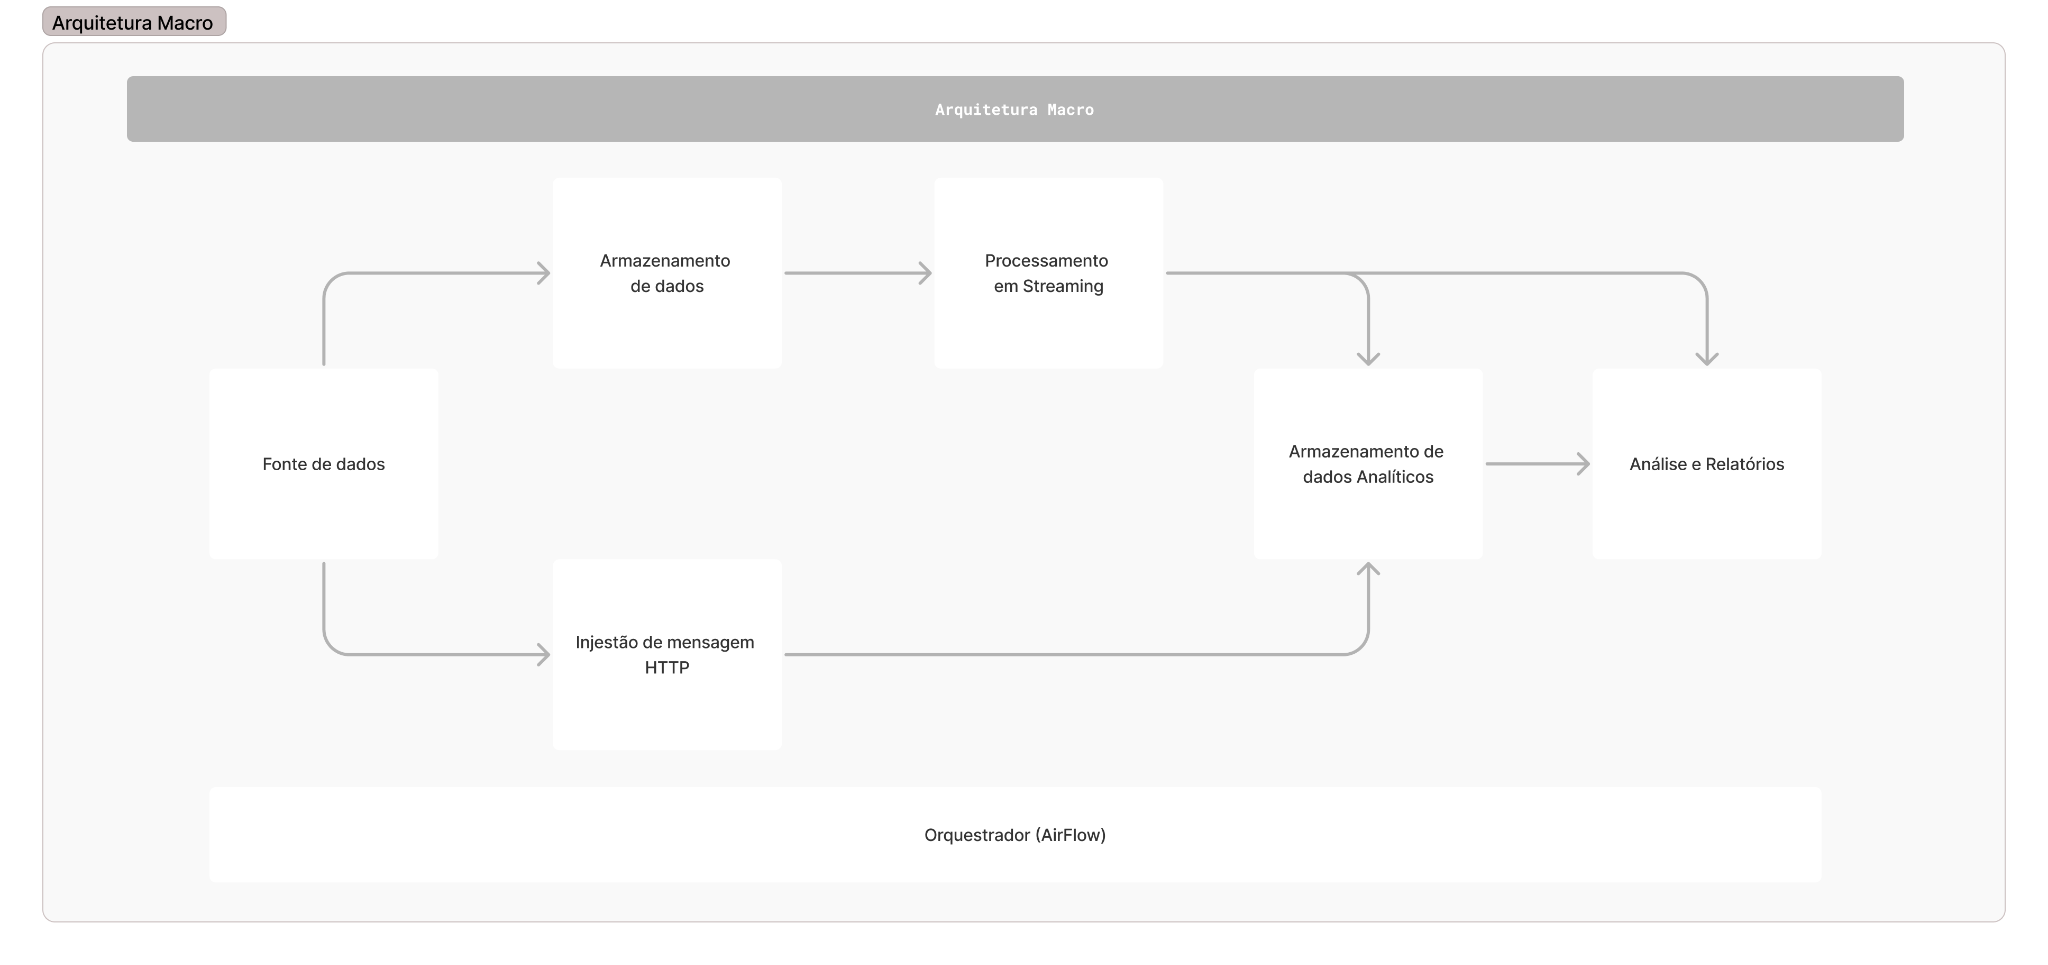 Arquitetura Macro
Arquitetura Macro
Armazenamento
de dados
Processamento
em Streaming
Fonte de dados
Armazenamento de
dados Analíticos
Análise e Relatórios
Injestão de mensagem
HTTP
Orquestrador (AirFlow)